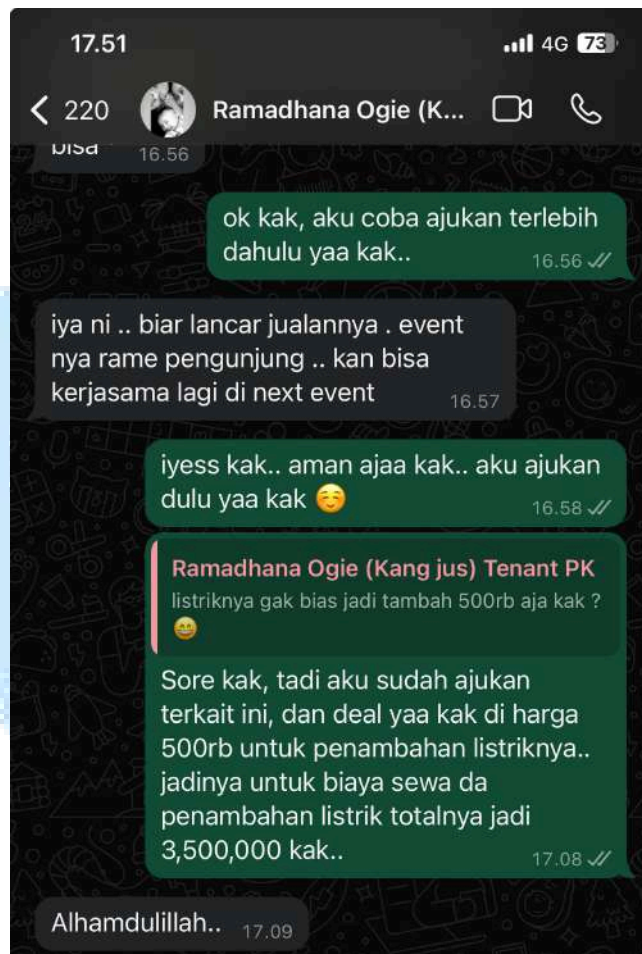 17.51
4G 73
220 Ramadhana Ogie (K...
bisa 16.56
ok kak, aku coba ajukan terlebih
dahulu yaa kak.. 16.56
iya ni .. biar lancar jualannya . event
nya rame pengunjung .. kan bisa
kerjasama lagi di next event 16.57
iyess kak.. aman ajaa kak.. aku ajukan
dulu yaa kak ☺️ 16.58
Ramadhana Ogie (Kang jus) Tenant PK
listriknya gak bias jadi tambah 500rb aja kak ?
😄
Sore kak, tadi aku sudah ajukan
terkait ini, dan deal yaa kak di harga
500rb untuk penambahan listriknya..
jadinya untuk biaya sewa da
penambahan listrik totalnya jadi
3,500,000 kak.. 17.08
Alhamdulillah.. 17.09